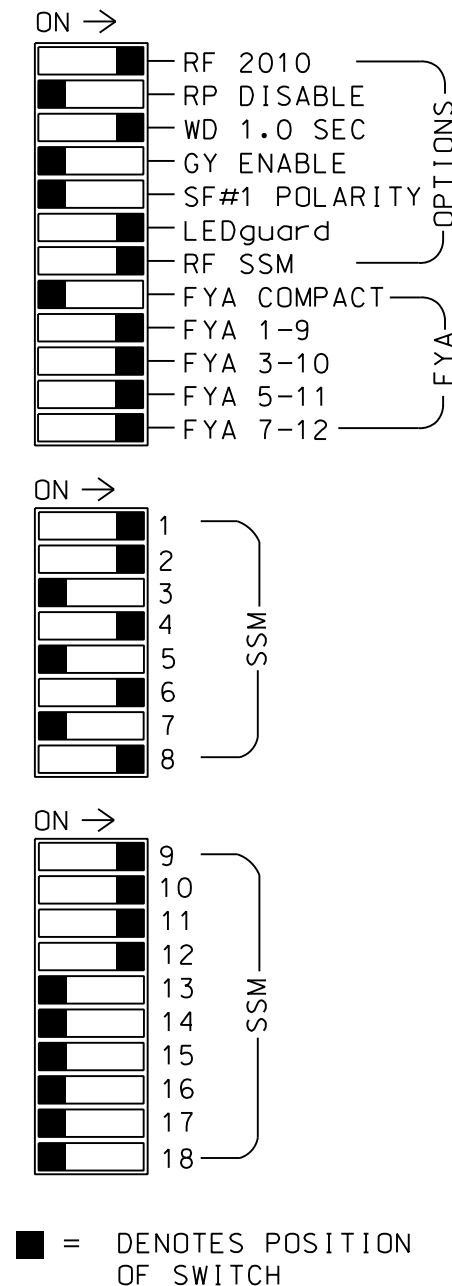 ON →
RF 2010
RP DISABLE
WD 1.0 SEC
GY ENABLE
SF#1 POLARITY
LEDguard
RF SSM
OPTIONS
FYA COMPACT
FYA 1-9
FYA 3-10
FYA 5-11
FYA 7-12
FYA
ON →
1
2
3
4
5
6
7
8
SSM
ON →
9
10
11
12
13
14
15
16
17
18
SSM
= DENOTES POSITION
OF SWITCH